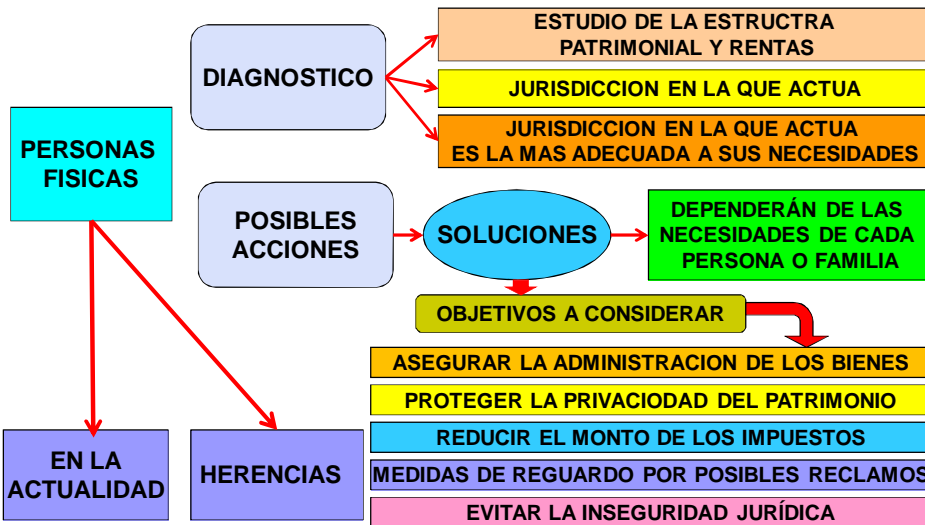 DIAGNOSTICO
ESTUDIO DE LA ESTRUCTRA
PATRIMONIAL Y RENTAS
JURISDICCION EN LA QUE ACTUA
JURISDICCION EN LA QUE ACTUA
ES LA MAS ADECUADA A SUS NECESIDADES
PERSONAS
FISICAS
POSIBLES
ACCIONES
SOLUCIONES
DEPENDERÁN DE LAS
NECESIDADES DE CADA
PERSONA O FAMILIA
OBJETIVOS A CONSIDERAR
ASEGURAR LA ADMINISTRACION DE LOS BIENES
PROTEGER LA PRIVACIODAD DEL PATRIMONIO
REDUCIR EL MONTO DE LOS IMPUESTOS
MEDIDAS DE REGUARDO POR POSIBLES RECLAMOS
EVITAR LA INSEGURIDAD JURÍDICA
EN LA
ACTUALIDAD
HERENCIAS